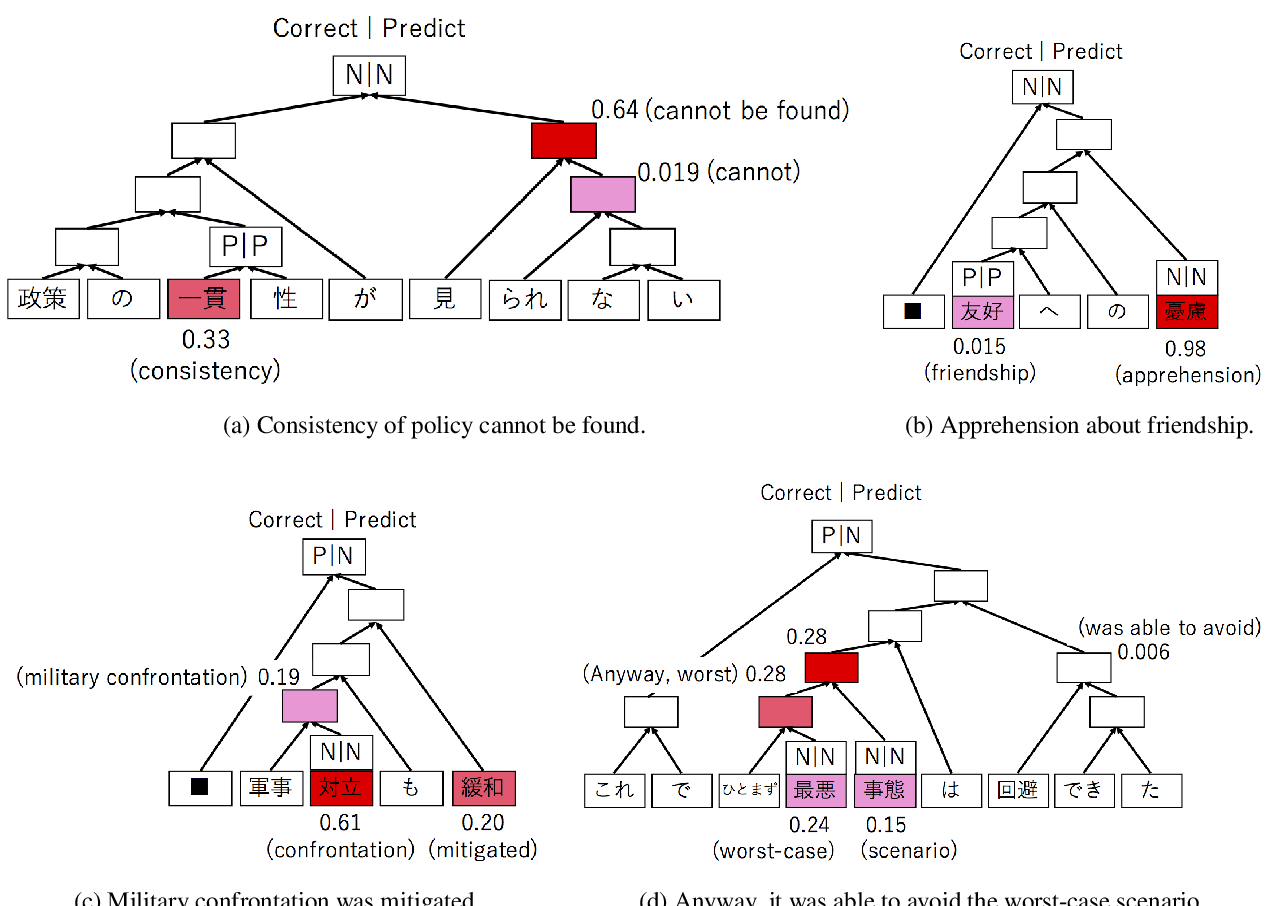 Correct | Predict
N|N
0.64 (cannot be found)
0.019 (cannot)
P|P
政策 の 一貫 性 が 見 られ な い
0.33
(consistency)
(a) Consistency of policy cannot be found.
Correct | Predict
N|N
P|P N|N
■ 友好 へ の 憂慮
0.015 0.98
(friendship) (apprehension)
(b) Apprehension about friendship.
Correct | Predict
P|N
(military confrontation) 0.19
N|N
■ 軍事 対立 も 緩和
0.61 0.20
(confrontation) (mitigated)
(c) Military confrontation was mitigated
Correct | Predict
P|N
(was able to avoid)
0.006
0.28
(Anyway, worst) 0.28
N|N N|N
これ で ひとまず 最悪 事態 は 回避 でき た
0.24 0.15
(worst-case) (scenario)
(d) Anyway, it was able to avoid the worst-case scenario